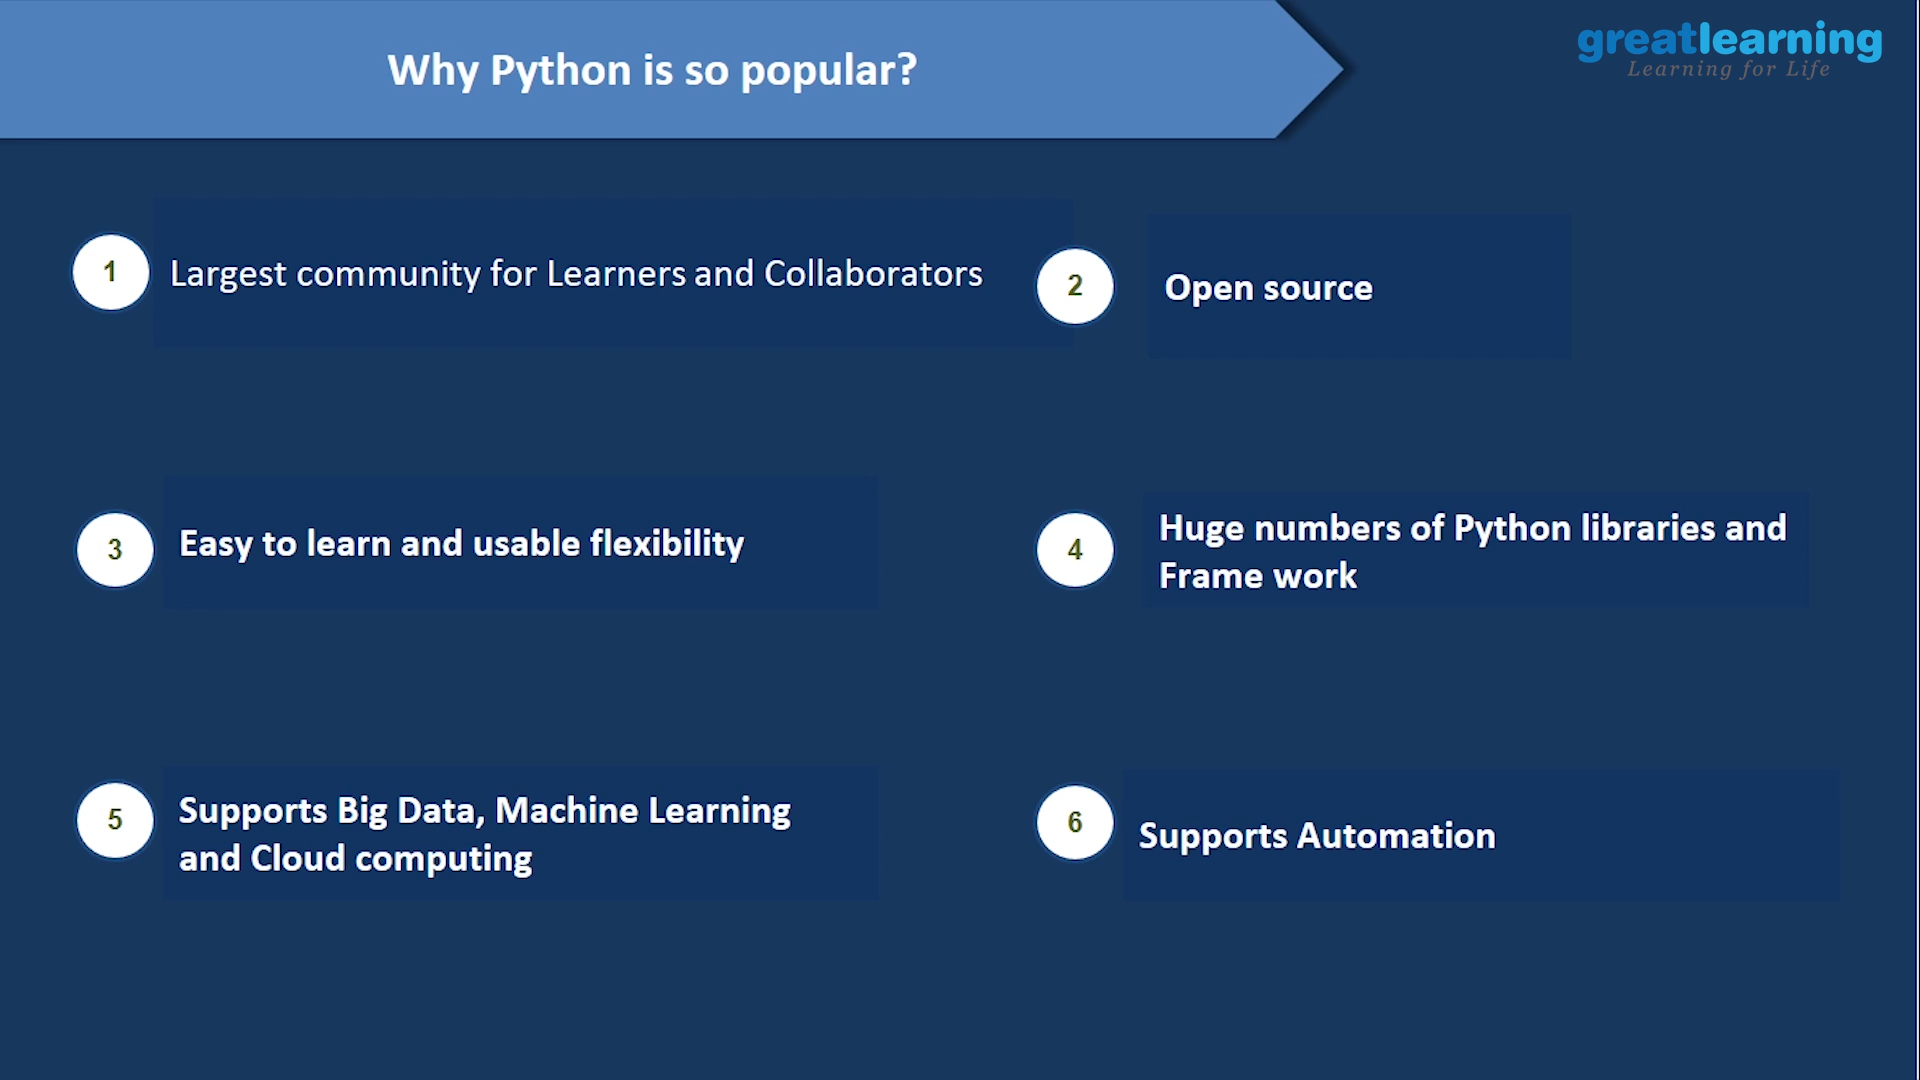 Why Python is so popular?
greatlearning
Learning for Life
1
Largest community for Learners and Collaborators
2
Open source
3
Easy to learn and usable flexibility
4
Huge numbers of Python libraries and
Frame work
5
Supports Big Data, Machine Learning
and Cloud computing
6
Supports Automation